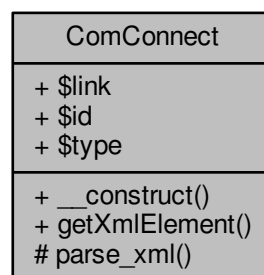 ComConnect
+ $link
+ $id
+ $type
+ __construct()
+ getXmlElement()
# parse_xml()